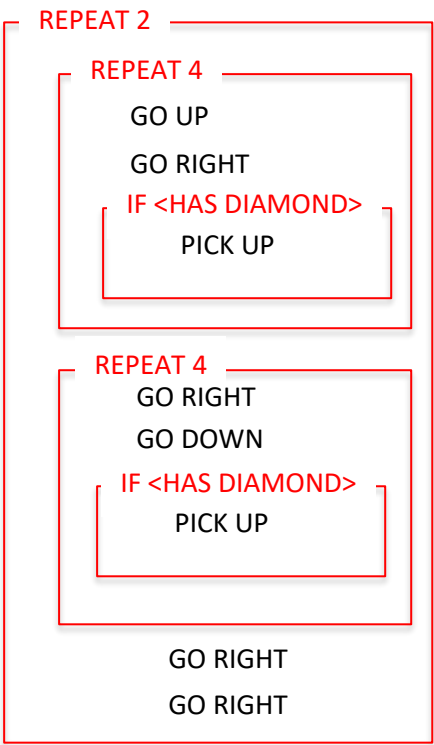 REPEAT 2
REPEAT 4
GO UP
GO RIGHT
IF <HAS DIAMOND>
PICK UP
REPEAT 4
GO RIGHT
GO DOWN
IF <HAS DIAMOND>
PICK UP
GO RIGHT
GO RIGHT